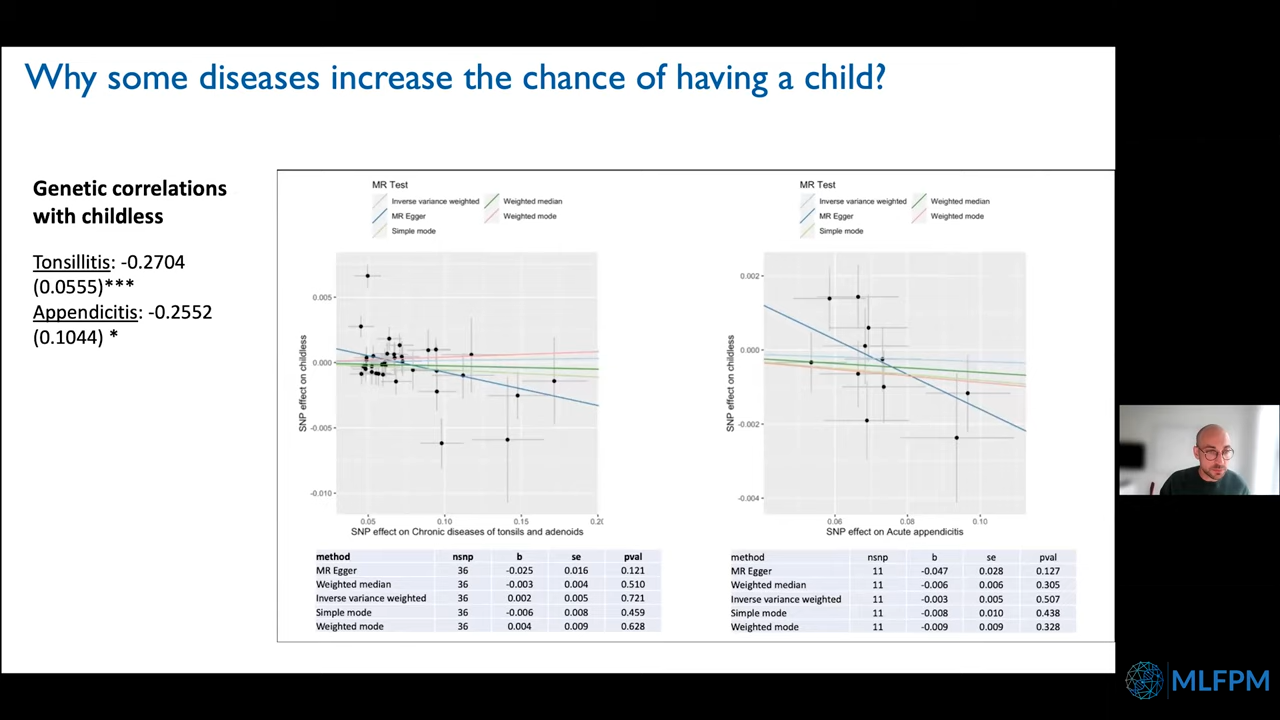 Why some diseases increase the chance of having a child?
Genetic correlations
with childless
Tonsillitis: -0.2704
(0.0555)***
Appendicitis: -0.2552
(0.1044) *
MR Test
Inverse variance weighted
Weighted median
MR Egger
Weighted mode
Simple mode
SNP effect on childless
0.005
0.000
-0.005
-0.010
0.05
0.10
0.15
0.20
SNP effect on Chronic diseases of tonsils and adenoids
method nsnp b se pval
MR Egger 36 -0.025 0.016 0.121
Weighted median 36 -0.003 0.004 0.510
Inverse variance weighted 36 0.002 0.005 0.721
Simple mode 36 -0.006 0.008 0.459
Weighted mode 36 0.004 0.009 0.628
MR Test
Inverse variance weighted
Weighted median
MR Egger
Weighted mode
Simple mode
SNP effect on childless
0.002
0.000
-0.002
-0.004
0.06
0.08
0.10
SNP effect on Acute appendicitis
method nsnp b se pval
MR Egger 11 -0.047 0.028 0.127
Weighted median 11 -0.006 0.006 0.305
Inverse variance weighted 11 -0.003 0.005 0.507
Simple mode 11 -0.008 0.010 0.438
Weighted mode 11 -0.009 0.009 0.328
MLFPM